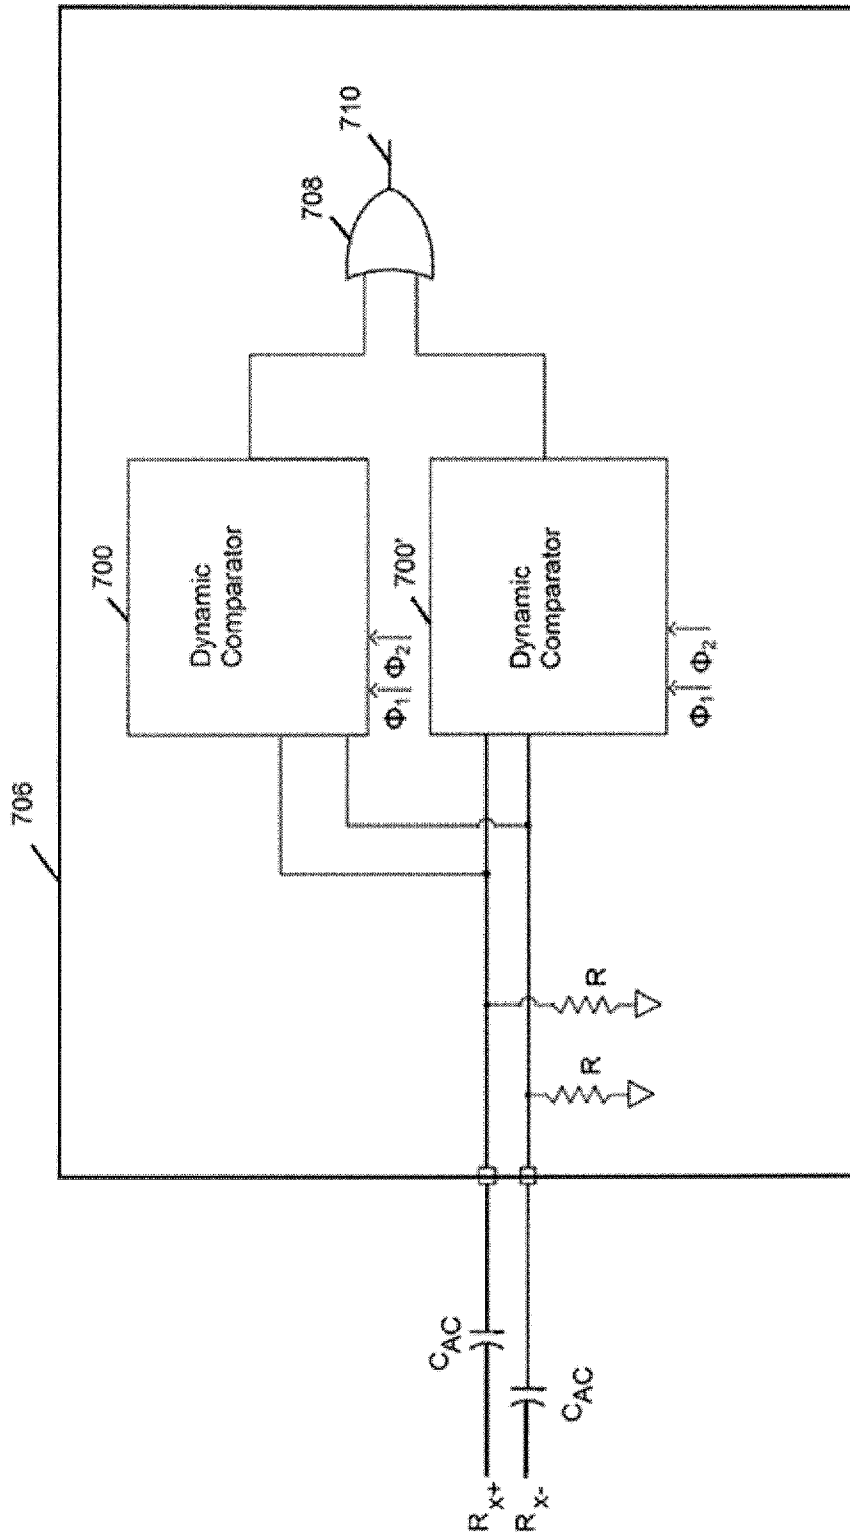 706
700
Dynamic
Comparator
Φ1
Φ2
700'
Dynamic
Comparator
Φ1
Φ2
708
710
R
R
CAC
CAC
Rx+
Rx-